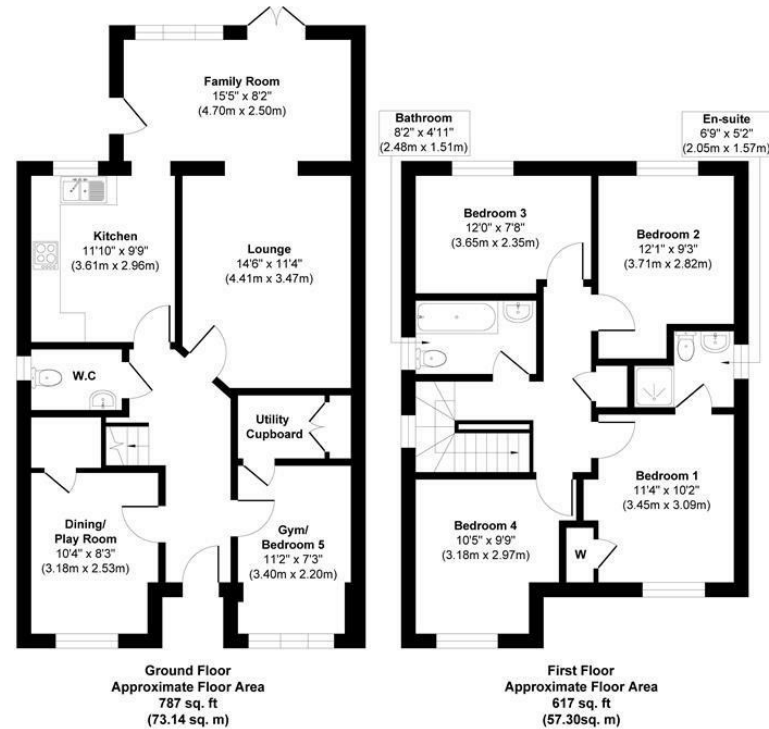 Family Room
15'5" x 8'2"
(4.70m x 2.50m)
Kitchen
11'10" x 9'9"
(3.61m x 2.96m)
Lounge
14'6" x 11'4"
(4.41m x 3.47m)
W.C
Utility
Cupboard
Dining/
Play Room
10'4" x 8'3"
(3.18m x 2.53m)
Gym/
Bedroom 5
11'2" x 7'3"
(3.40m x 2.20m)
Ground Floor
Approximate Floor Area
787 sq. ft
(73.14 sq. m)
Bathroom
8'2" x 4'11"
(2.48m x 1.51m)
En-suite
6'9" x 5'2"
(2.05m x 1.57m)
Bedroom 3
12'0" x 7'8"
(3.65m x 2.35m)
Bedroom 2
12'1" x 9'3"
(3.71m x 2.82m)
Bedroom 1
11'4" x 10'2"
(3.45m x 3.09m)
Bedroom 4
10'5" x 9'9"
(3.18m x 2.97m)
W
First Floor
Approximate Floor Area
617 sq. ft
(57.30sq. m)